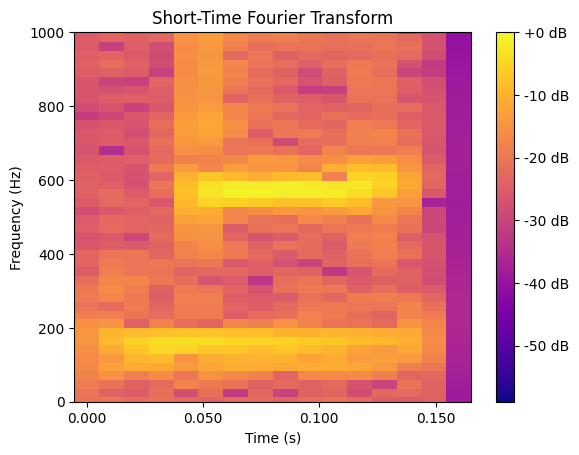 Short-Time Fourier Transform
1000
800
600
400
200
0
Frequency (Hz)
0.000
0.050
0.100
0.150
Time (s)
+0 dB
-10 dB
-20 dB
-30 dB
-40 dB
-50 dB